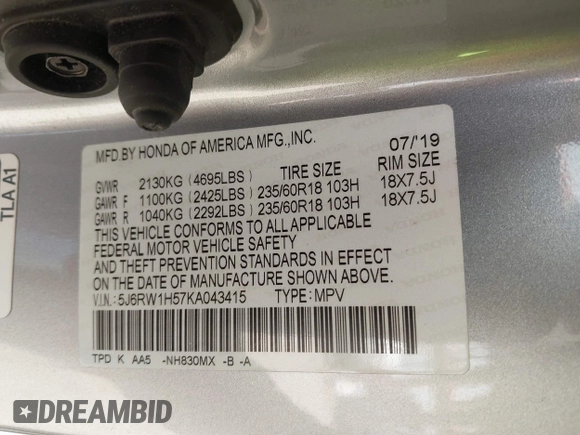 MFD.BY HONDA OF AMERICA MFG.,INC. 07/'19
GVWR 2130KG (4695LBS) TIRE SIZE RIM SIZE
GAWR F 1100KG (2425LBS) 235/60R18 103H 18X7.5J
GAWR R 1040KG (2292LBS) 235/60R18 103H 18X7.5J
THIS VEHICLE CONFORMS TO ALL APPLICABLE
FEDERAL MOTOR VEHICLE SAFETY
AND THEFT PREVENTION STANDARDS IN EFFECT
ON THE DATE OF MANUFACTURE SHOWN ABOVE.
V.I.N.: 5J6RW1H57KA043415 TYPE: MPV
TPD K AA5 -NH830MX -B -A
TLA A1
DREAMBID